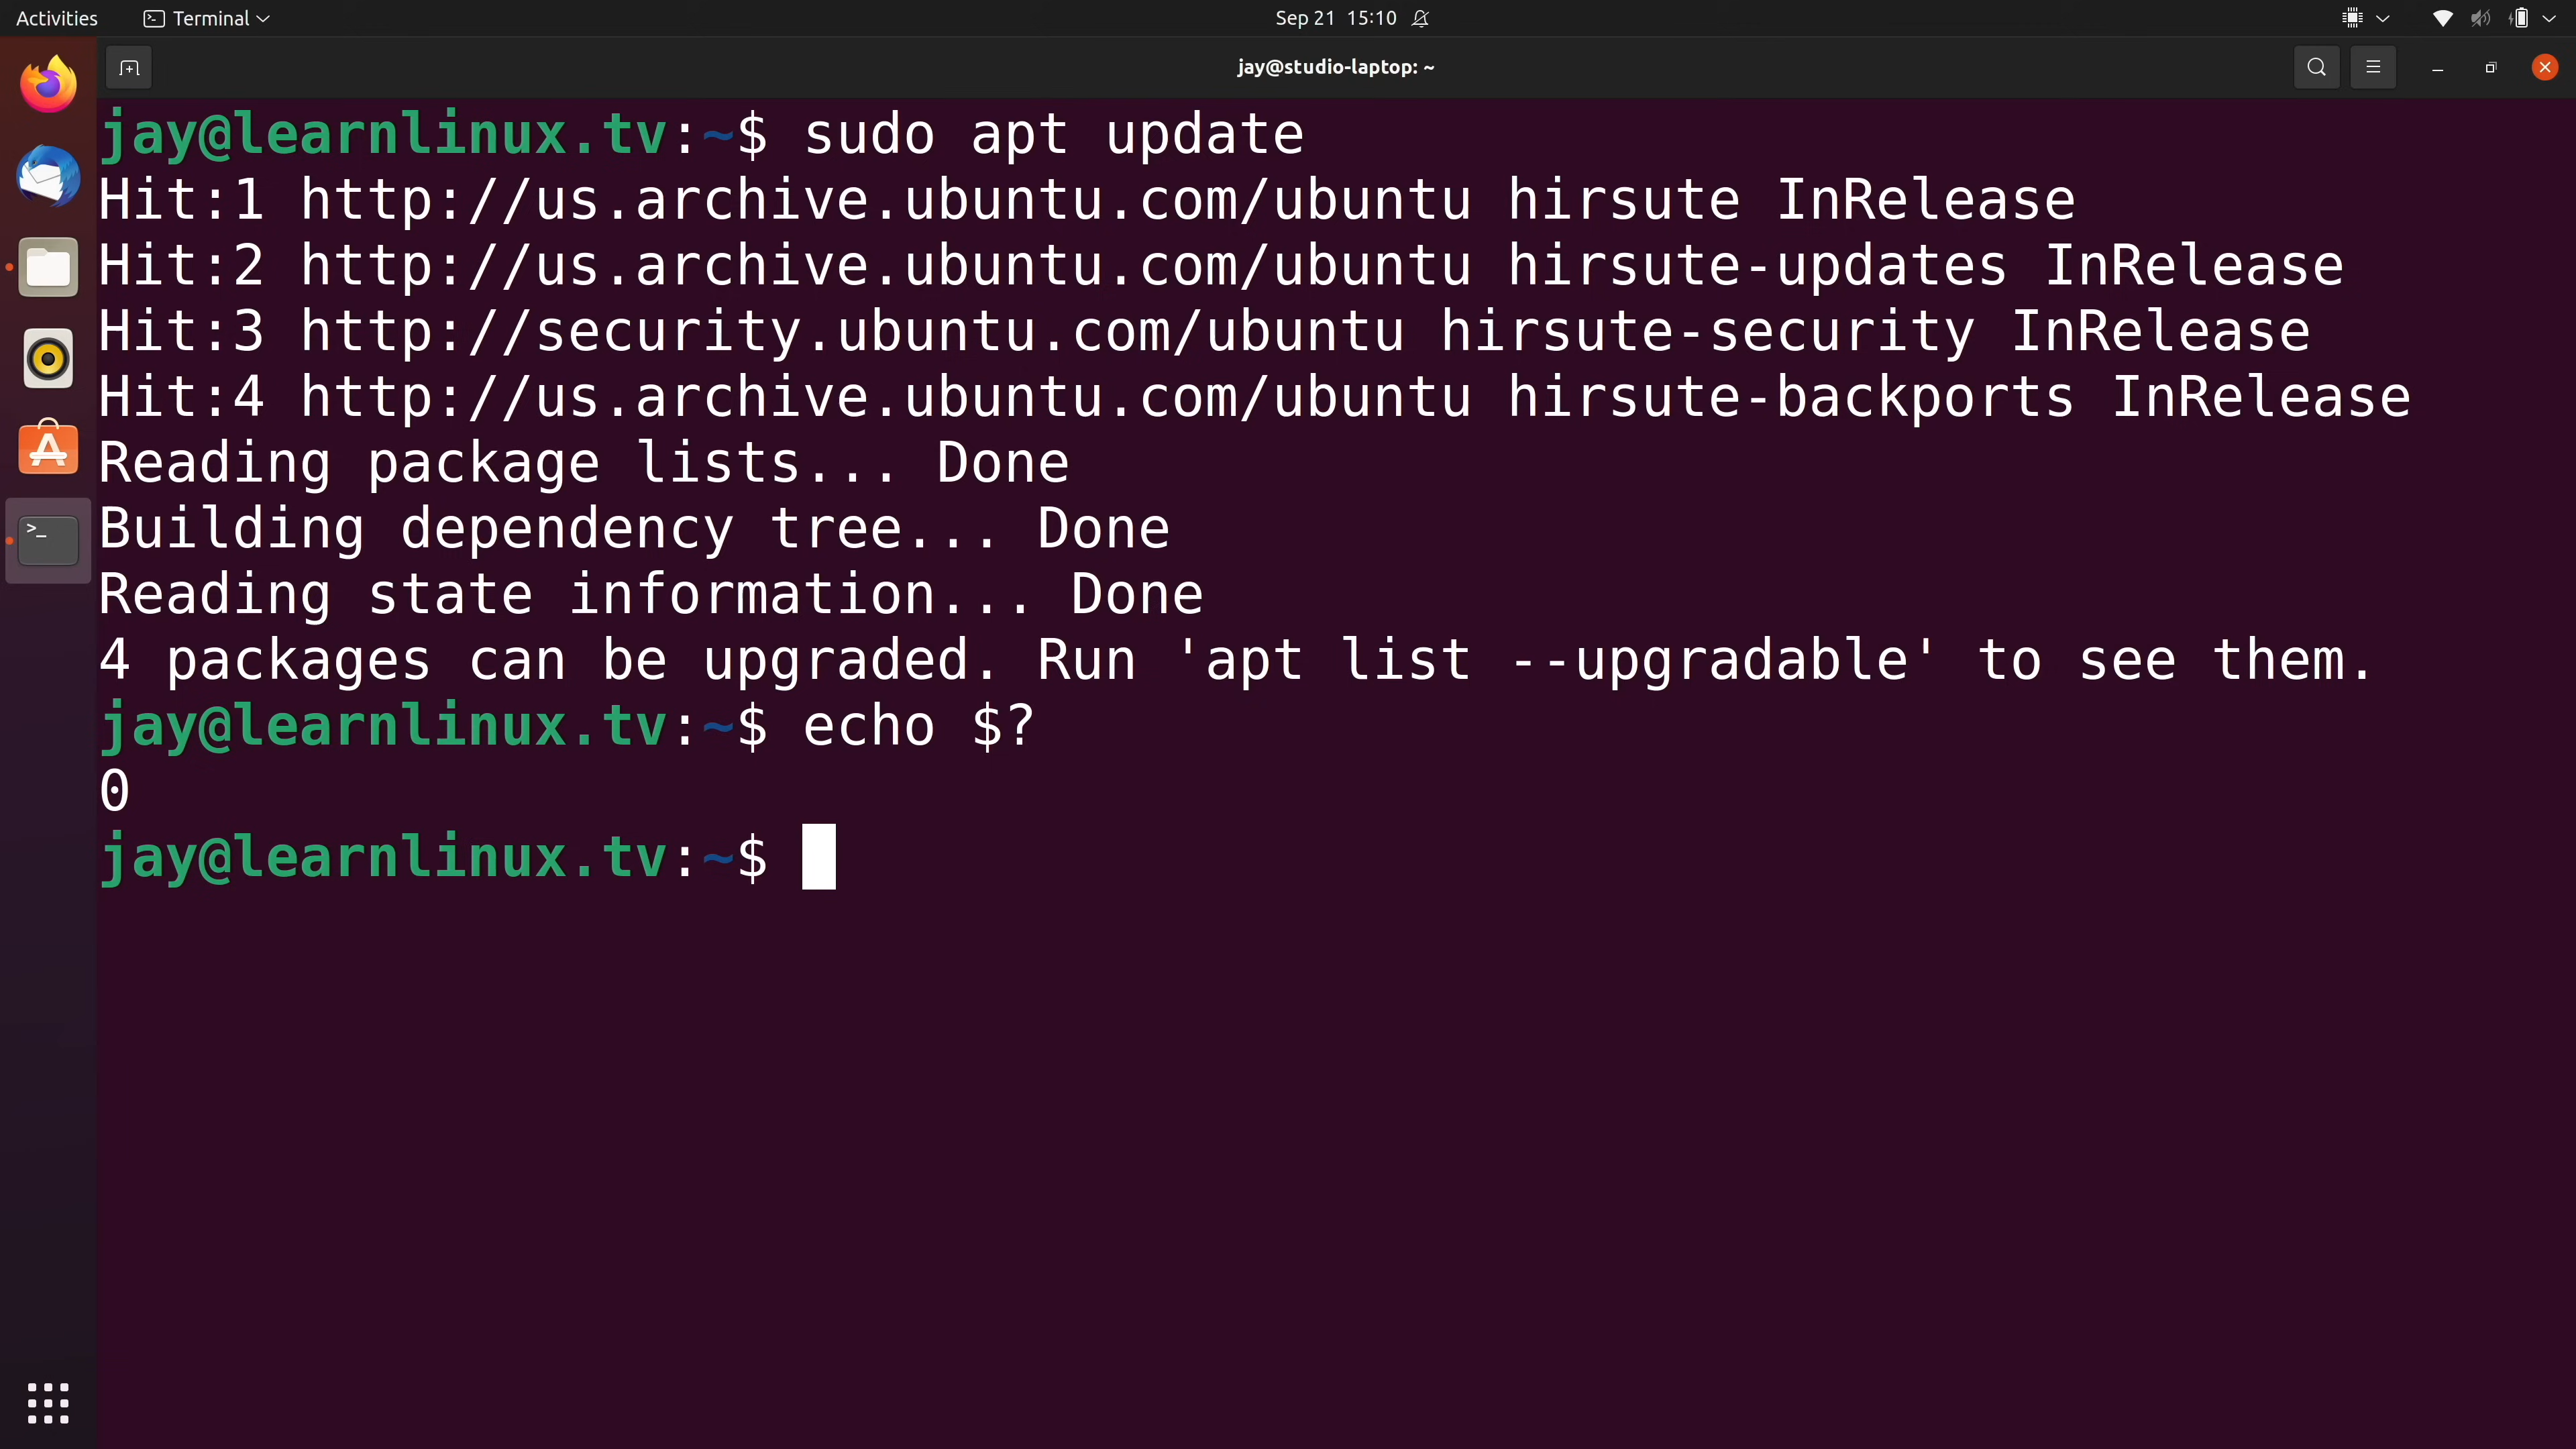 Activities Terminal Sep 21 15:10
jay@studio-laptop: ~
jay@learnlinux.tv:~$ sudo apt update
Hit:1 http://us.archive.ubuntu.com/ubuntu hirsute InRelease
Hit:2 http://us.archive.ubuntu.com/ubuntu hirsute-updates InRelease
Hit:3 http://security.ubuntu.com/ubuntu hirsute-security InRelease
Hit:4 http://us.archive.ubuntu.com/ubuntu hirsute-backports InRelease
Reading package lists... Done
Building dependency tree... Done
Reading state information... Done
4 packages can be upgraded. Run 'apt list --upgradable' to see them.
jay@learnlinux.tv:~$ echo $?
0
jay@learnlinux.tv:~$